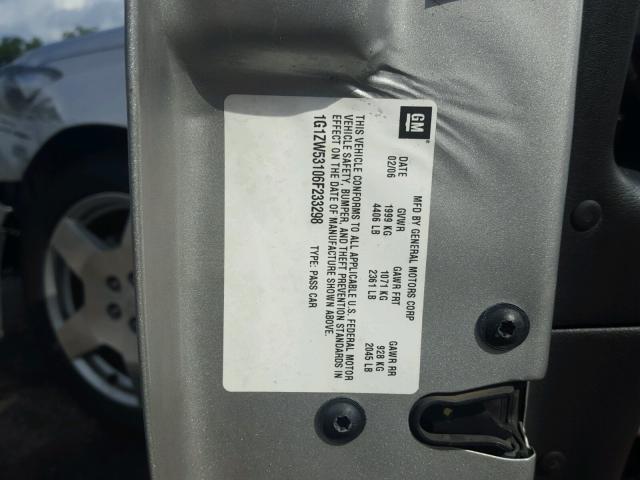 GM
MFD BY GENERAL MOTORS CORP
DATE GVWR GAWR FRT GAWR RR
02/06 1999 KG 1071 KG 928 KG
4406 LB 2361 LB 2045 LB
THIS VEHICLE CONFORMS TO ALL APPLICABLE U.S. FEDERAL MOTOR
VEHICLE SAFETY, BUMPER, AND THEFT PREVENTION STANDARDS IN
EFFECT ON THE DATE OF MANUFACTURE SHOWN ABOVE.
1G1ZW53106F233298 TYPE: PASS CAR